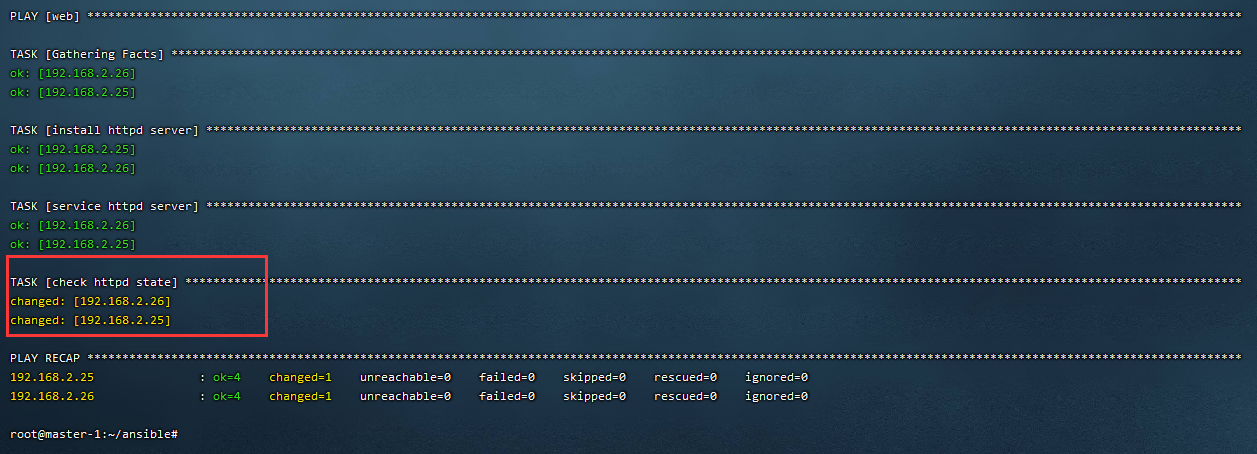 PLAY [web] *********************************************************************************************************************************************************************
TASK [Gathering Facts] *********************************************************************************************************************************************************
ok: [192.168.2.26]
ok: [192.168.2.25]
TASK [install httpd server] ****************************************************************************************************************************************************
ok: [192.168.2.25]
ok: [192.168.2.26]
TASK [service httpd server] ****************************************************************************************************************************************************
ok: [192.168.2.26]
ok: [192.168.2.25]
TASK [check httpd state] *******************************************************************************************************************************************************
changed: [192.168.2.26]
changed: [192.168.2.25]
PLAY RECAP *********************************************************************************************************************************************************************
192.168.2.25               : ok=4    changed=1    unreachable=0    failed=0    skipped=0    rescued=0    ignored=0
192.168.2.26               : ok=4    changed=1    unreachable=0    failed=0    skipped=0    rescued=0    ignored=0
root@master-1:~/ansible#